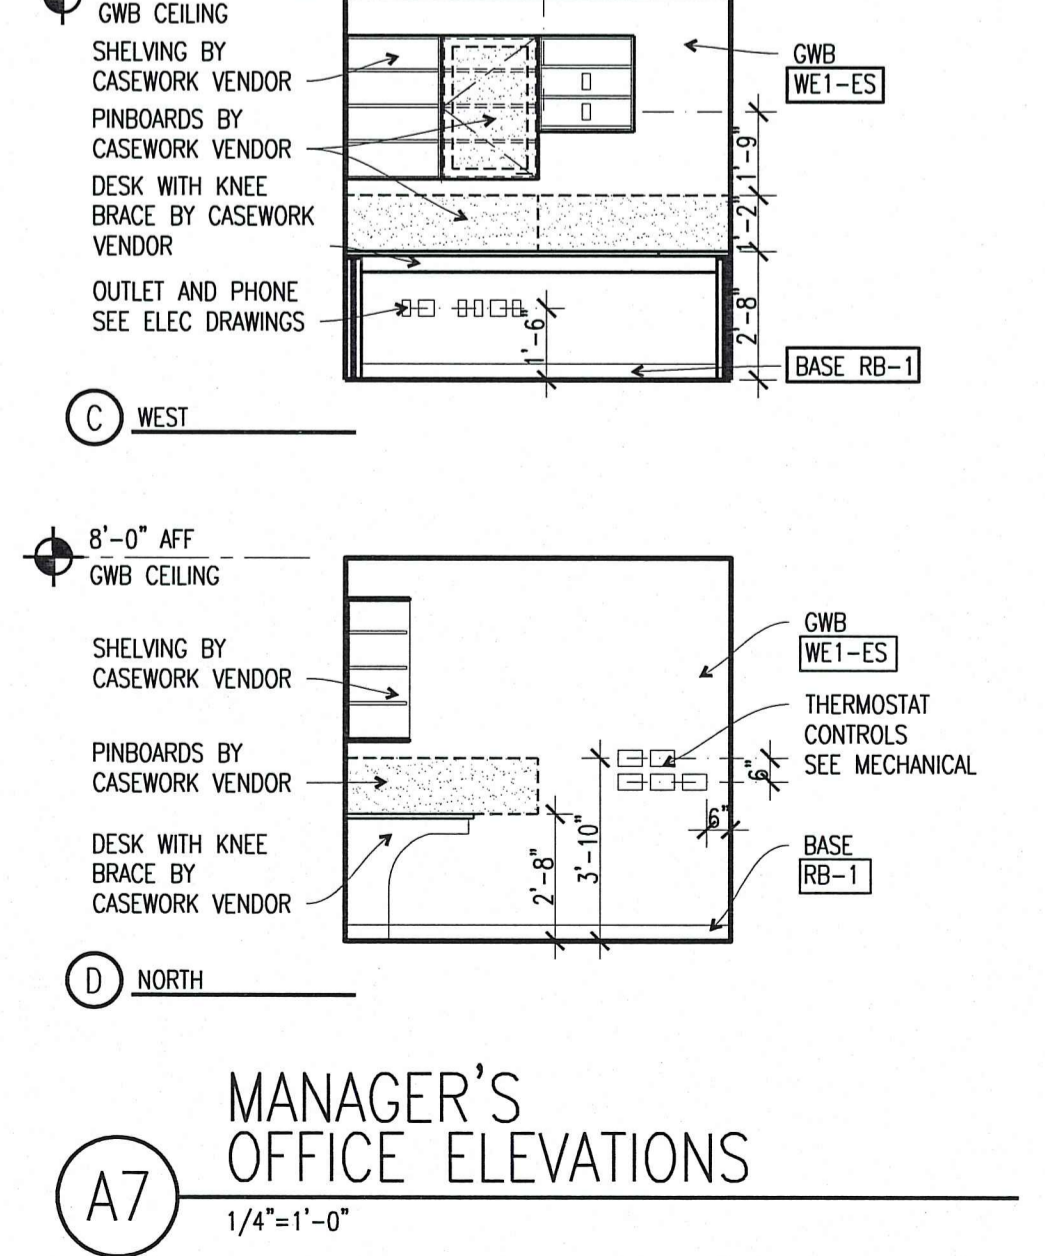 GWB CEILING
SHELVING BY
CASEWORK VENDOR
PINBOARDS BY
CASEWORK VENDOR
DESK WITH KNEE
BRACE BY CASEWORK
VENDOR
OUTLET AND PHONE
SEE ELEC DRAWINGS
GWB
WE1-ES
1'-9"
1'-2"
2'-8"
1'-6"
BASE RB-1
C WEST
8'-0" AFF
GWB CEILING
SHELVING BY
CASEWORK VENDOR
PINBOARDS BY
CASEWORK VENDOR
DESK WITH KNEE
BRACE BY
CASEWORK VENDOR
GWB
WE1-ES
THERMOSTAT
CONTROLS
SEE MECHANICAL
6"
6"
3'-10"
2'-8"
BASE
RB-1
D NORTH
MANAGER'S
OFFICE ELEVATIONS
A7
1/4"=1'-0"